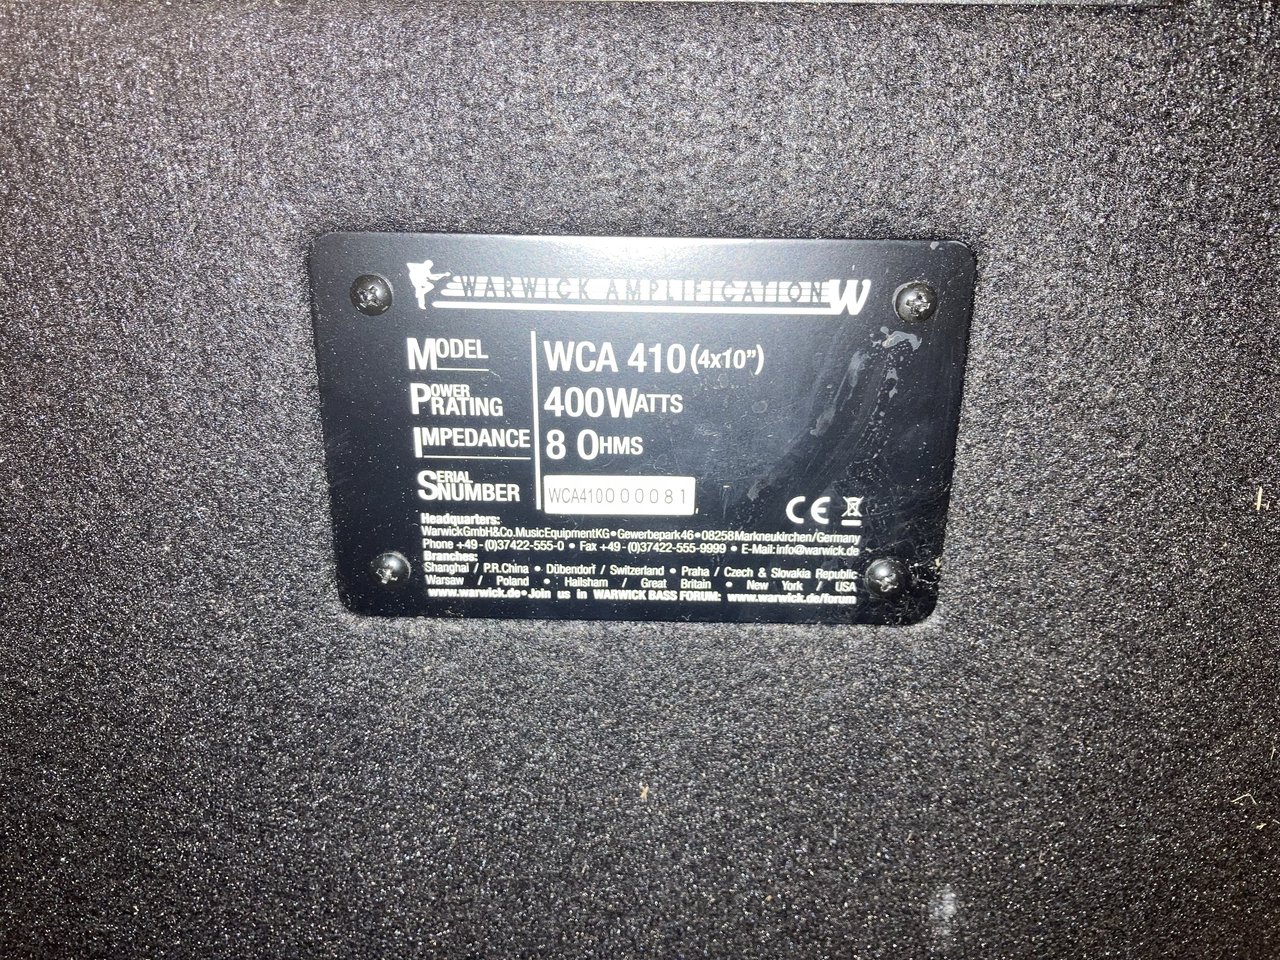 WARWICK AMPLIFICATION W
MODEL WCA 410 (4x10")
POWER RATING 400 WATTS
IMPEDANCE 8 OHMS
SERIAL NUMBER WCA410000081
CE
Headquarters:
WarwickGmbH&Co.MusicEquipmentKG•Gewerbepark46•08258Markneukirchen/Germany
Phone +49 - (0)37422-555-0 • Fax +49 - (0)37422-555-9999 • E-Mail: info@warwick.de
Branches:
Shanghai / P.R.China • Dübendorf / Switzerland • Praha / Czech & Slovakia Republic
Warsaw / Poland • Hailsham / Great Britain • New York / USA
www.warwick.de•Join us in WARWICK BASS FORUM: www.warwick.de/forum